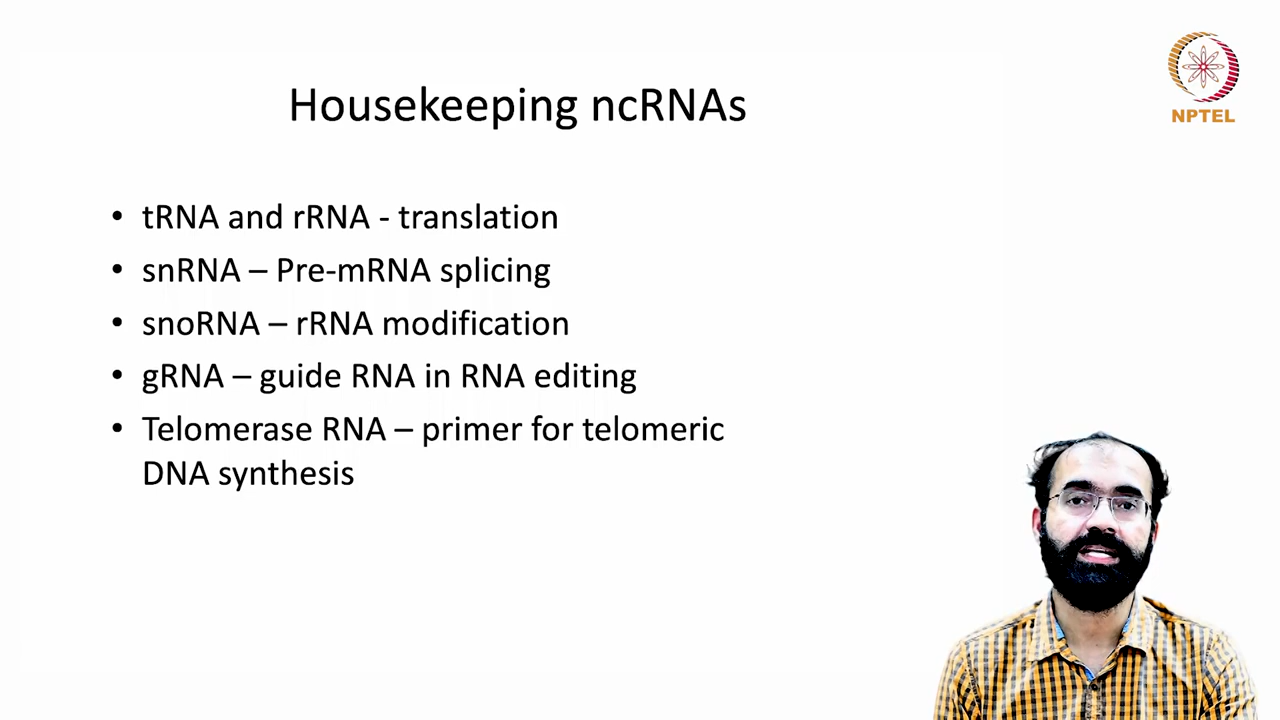 Housekeeping ncRNAs
NPTEL
• tRNA and rRNA - translation
• snRNA – Pre-mRNA splicing
• snoRNA – rRNA modification
• gRNA – guide RNA in RNA editing
• Telomerase RNA – primer for telomeric
DNA synthesis